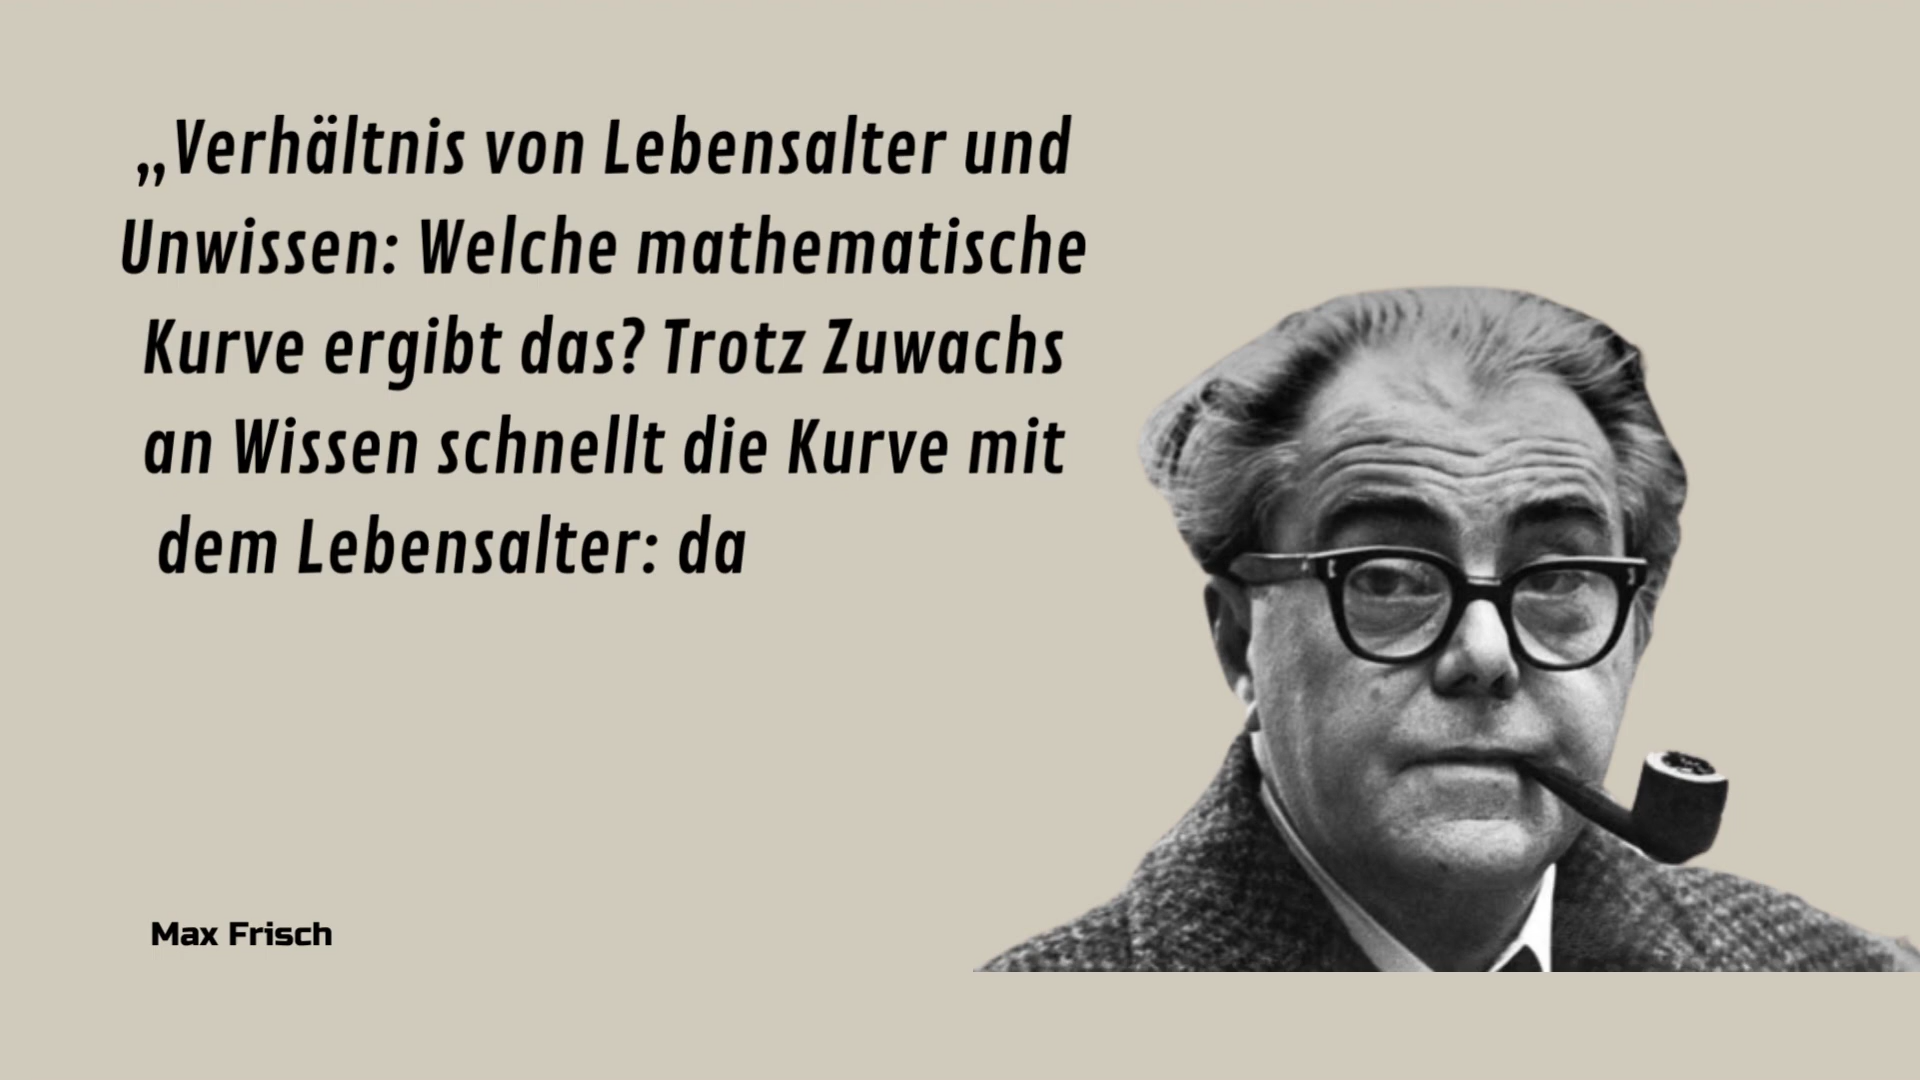 „Verhältnis von Lebensalter und
Unwissen: Welche mathematische
Kurve ergibt das? Trotz Zuwachs
an Wissen schnellt die Kurve mit
dem Lebensalter: da
Max Frisch